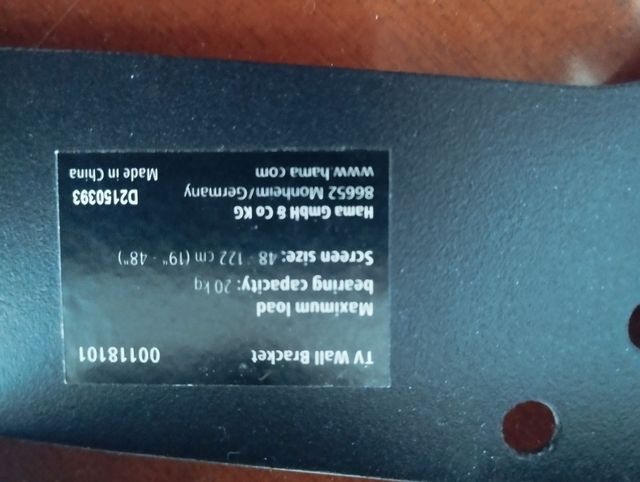 TV Wall Bracket 00118101
Maximum load
bearing capacity: 20 kg
Screen size: 48 - 122 cm (19" - 48")
Hama GmbH & Co KG
86652 Monheim/Germany D2150393
www.hama.com Made in China